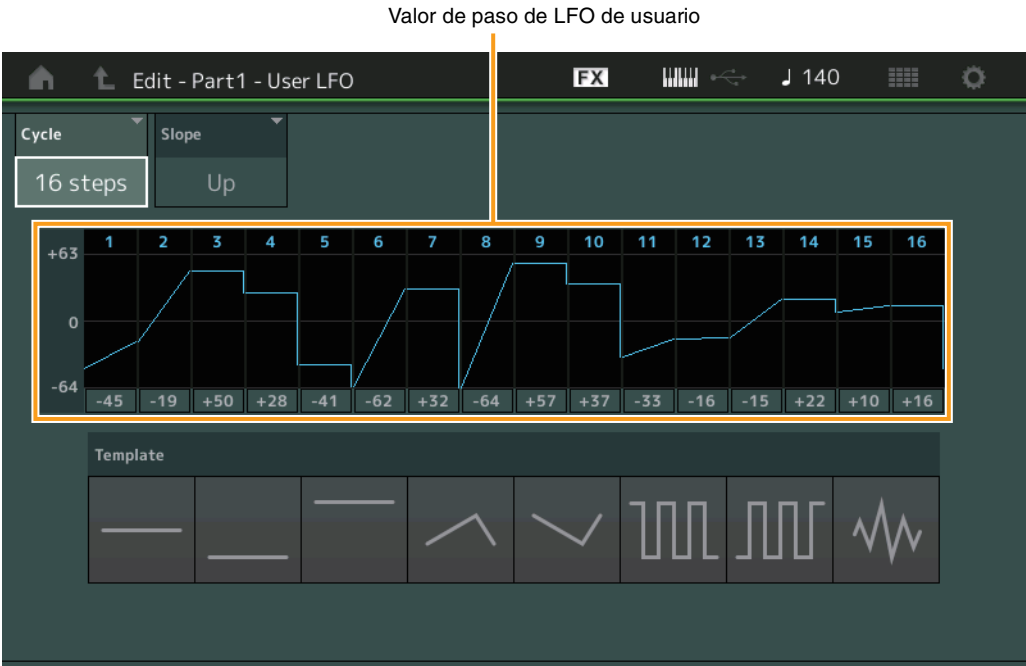 Valor de paso de LFO de usuario
Edit - Part1 - User LFO FX 140
Cycle Slope
16 steps Up
1 2 3 4 5 6 7 8 9 10 11 12 13 14 15 16
+63
0
-64
-45 -19 +50 +28 -41 -62 +32 -64 +57 +37 -33 -16 -15 +22 +10 +16
Template